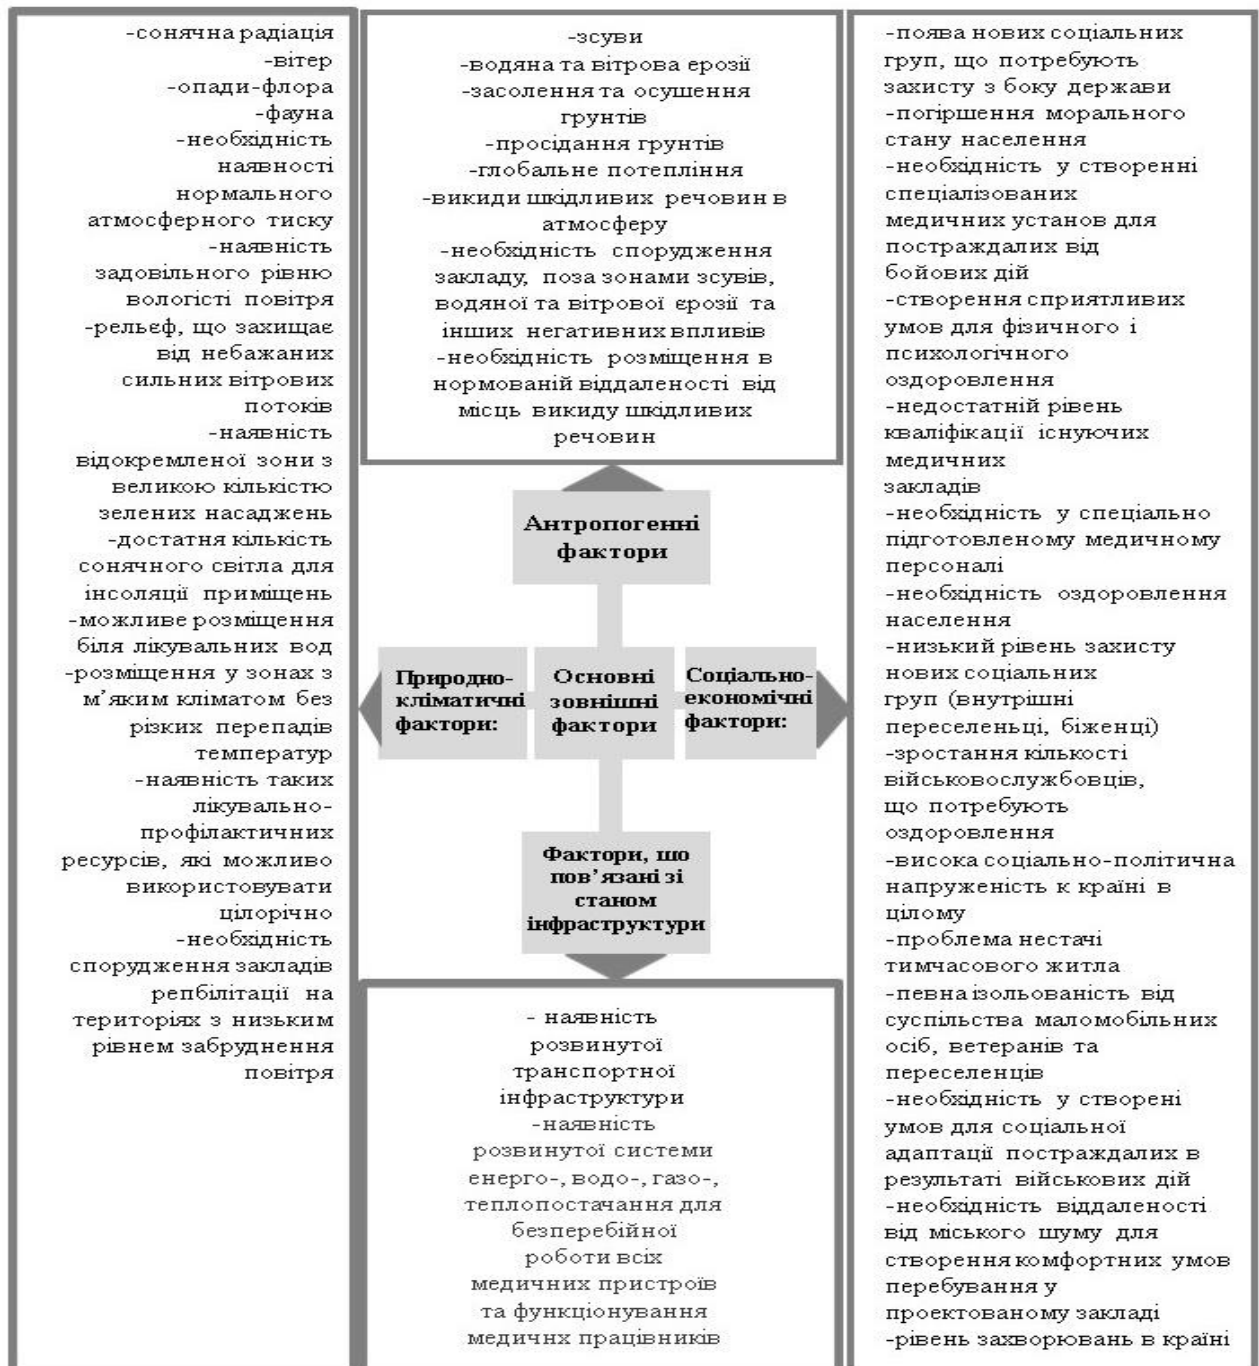 -сонячна радіація
-вітер
-опади-флора
-фауна
-необхідність
наявності
нормального
атмосферного тиску
-наявність
задовільного рівню
вологісті повітря
-рельєф, що захищає
від небажаних
сильних вітрових
потоків
-наявність
відокремленої зони з
великою кількістю
зелених насаджень
-достатня кількість
сонячного світла для
інсоляції приміщень
-можливе розміщення
біля лікувальних вод
-розміщення у зонах з
м’яким кліматом без
різких перепадів
температур
-наявність таких
лікувально-
профілактичних
ресурсів, які можливо
використовувати
цілорічно
-необхідність
спорудження закладів
репбілітації на
територіях з низьким
рівнем забруднення
повітря
-зсуви
-водяна та вітрова ерозії
-засолення та осушення
грунтів
-просідання грунтів
-глобальне потепління
-викиди шкідливих речовин в
атмосферу
-необхідність спорудження
закладу, поза зонами зсувів,
водяної та вітрової єрозії та
інших негативних впливів
-необхідність розміщення в
нормованій віддаленості від
місць викиду шкідливих
речовин
Антропогенні
фактори
Природно-
кліматичні
фактори:
Основні
зовнішні
фактори
Соціально-
економічні
фактори:
Фактори, що
пов’язані зі
станом
інфраструктури
- наявність
розвинутої
транспортної
інфраструктури
-наявність
розвинутої системи
енерго-, водо-, газо-,
теплопостачання для
безперебійної
роботи всіх
медичних пристроїв
та функціонування
медичнх працівників
-поява нових соціальних
груп, що потребують
захисту з боку держави
-погіршення морального
стану населення
-необхідність у створенні
спеціалізованих
медичних установ для
постраждалих від
бойових дій
-створення сприятливих
умов для фізичного і
психологічного
оздоровлення
-недостатній рівень
кваліфікації існуючих
медичних
закладів
-необхідність у спеціально
підготовленому медичному
персоналі
-необхідність оздоровлення
населення
-низький рівень захисту
нових соціальних
груп (внутрішні
переселеньці, біженці)
-зростання кількості
військовослужбовців,
що потребують
оздоровлення
-висока соціально-політична
напруженість к країні в
цілому
-проблема нестачі
тимчасового житла
-певна ізольованість від
суспільства маломобільних
осіб, ветеранів та
переселенців
-необхідність у створені
умов для соціальної
адаптації постраждалих в
результаті військових дій
-необхідність віддаленості
від міського шуму для
створення комфортних умов
перебування у
проектованому закладі
-рівень захворювань в країні